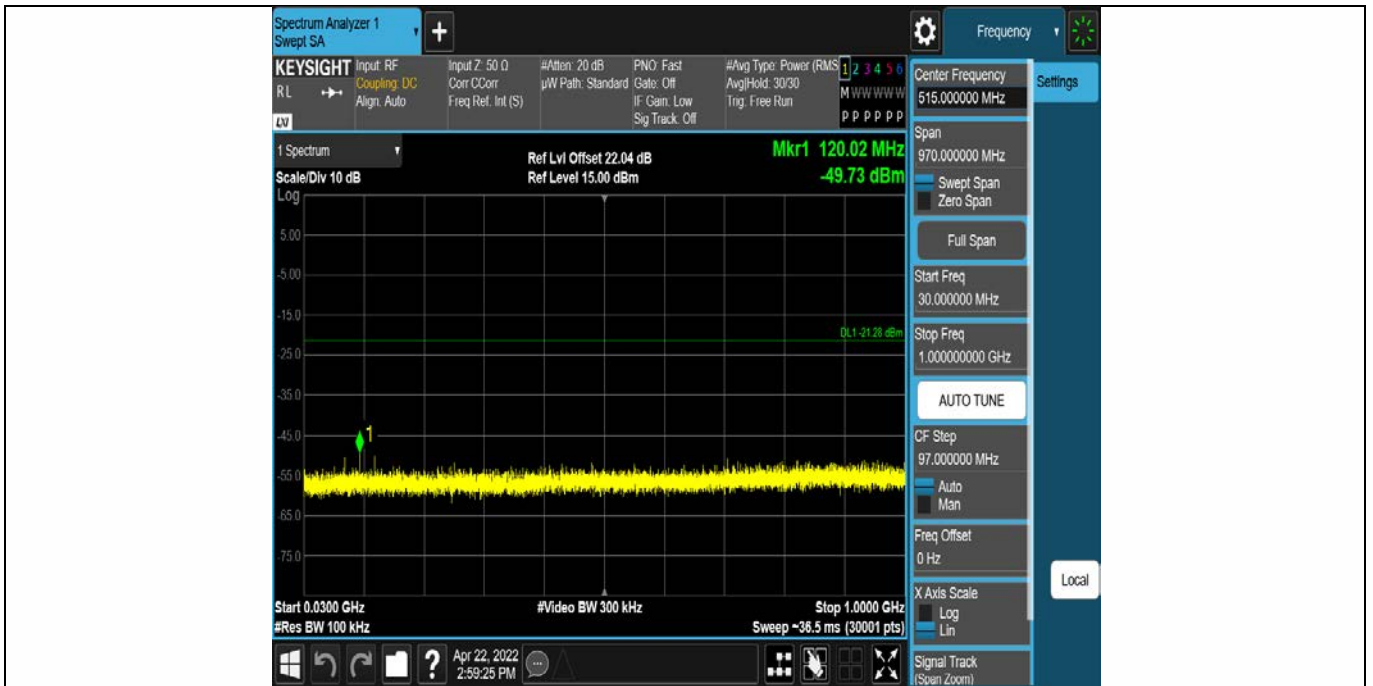 Spectrum Analyzer 1
Swept SA
+
Frequency
KEYSIGHT
RL
Input: RF
Coupling: DC
Align: Auto
Input Z: 50 Ω
Corr CCorr
Freq Ref: Int (S)
#Atten: 20 dB
µW Path: Standard
PNO: Fast
Gate: Off
IF Gain: Low
Sig Track: Off
#Avg Type: Power (RMS
Avg|Hold: 30/30
Trig: Free Run
1 2 3 4 5 6
M W W W W W
P P P P P P
1 Spectrum
Scale/Div 10 dB
Log
Ref Lvl Offset 22.04 dB
Ref Level 15.00 dBm
Mkr1 120.02 MHz
-49.73 dBm
5.00
-5.00
-15.0
DL1 -21.28 dBm
-25.0
-35.0
-45.0
1
-55.0
-65.0
-75.0
Start 0.0300 GHz
#Res BW 100 kHz
#Video BW 300 kHz
Stop 1.0000 GHz
Sweep ~36.5 ms (30001 pts)
Center Frequency
515.000000 MHz
Settings
Span
970.000000 MHz
Swept Span
Zero Span
Full Span
Start Freq
30.000000 MHz
Stop Freq
1.000000000 GHz
AUTO TUNE
CF Step
97.000000 MHz
Auto
Man
Freq Offset
0 Hz
X Axis Scale
Log
Lin
Signal Track
(Span Zoom)
Local
?
Apr 22, 2022
2:59:25 PM